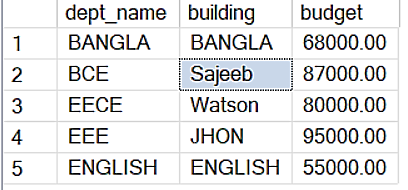 dept_name building budget
1 BANGLA BANGLA 68000.00
2 BCE Sajeeb 87000.00
3 EECE Watson 80000.00
4 EEE JHON 95000.00
5 ENGLISH ENGLISH 55000.00